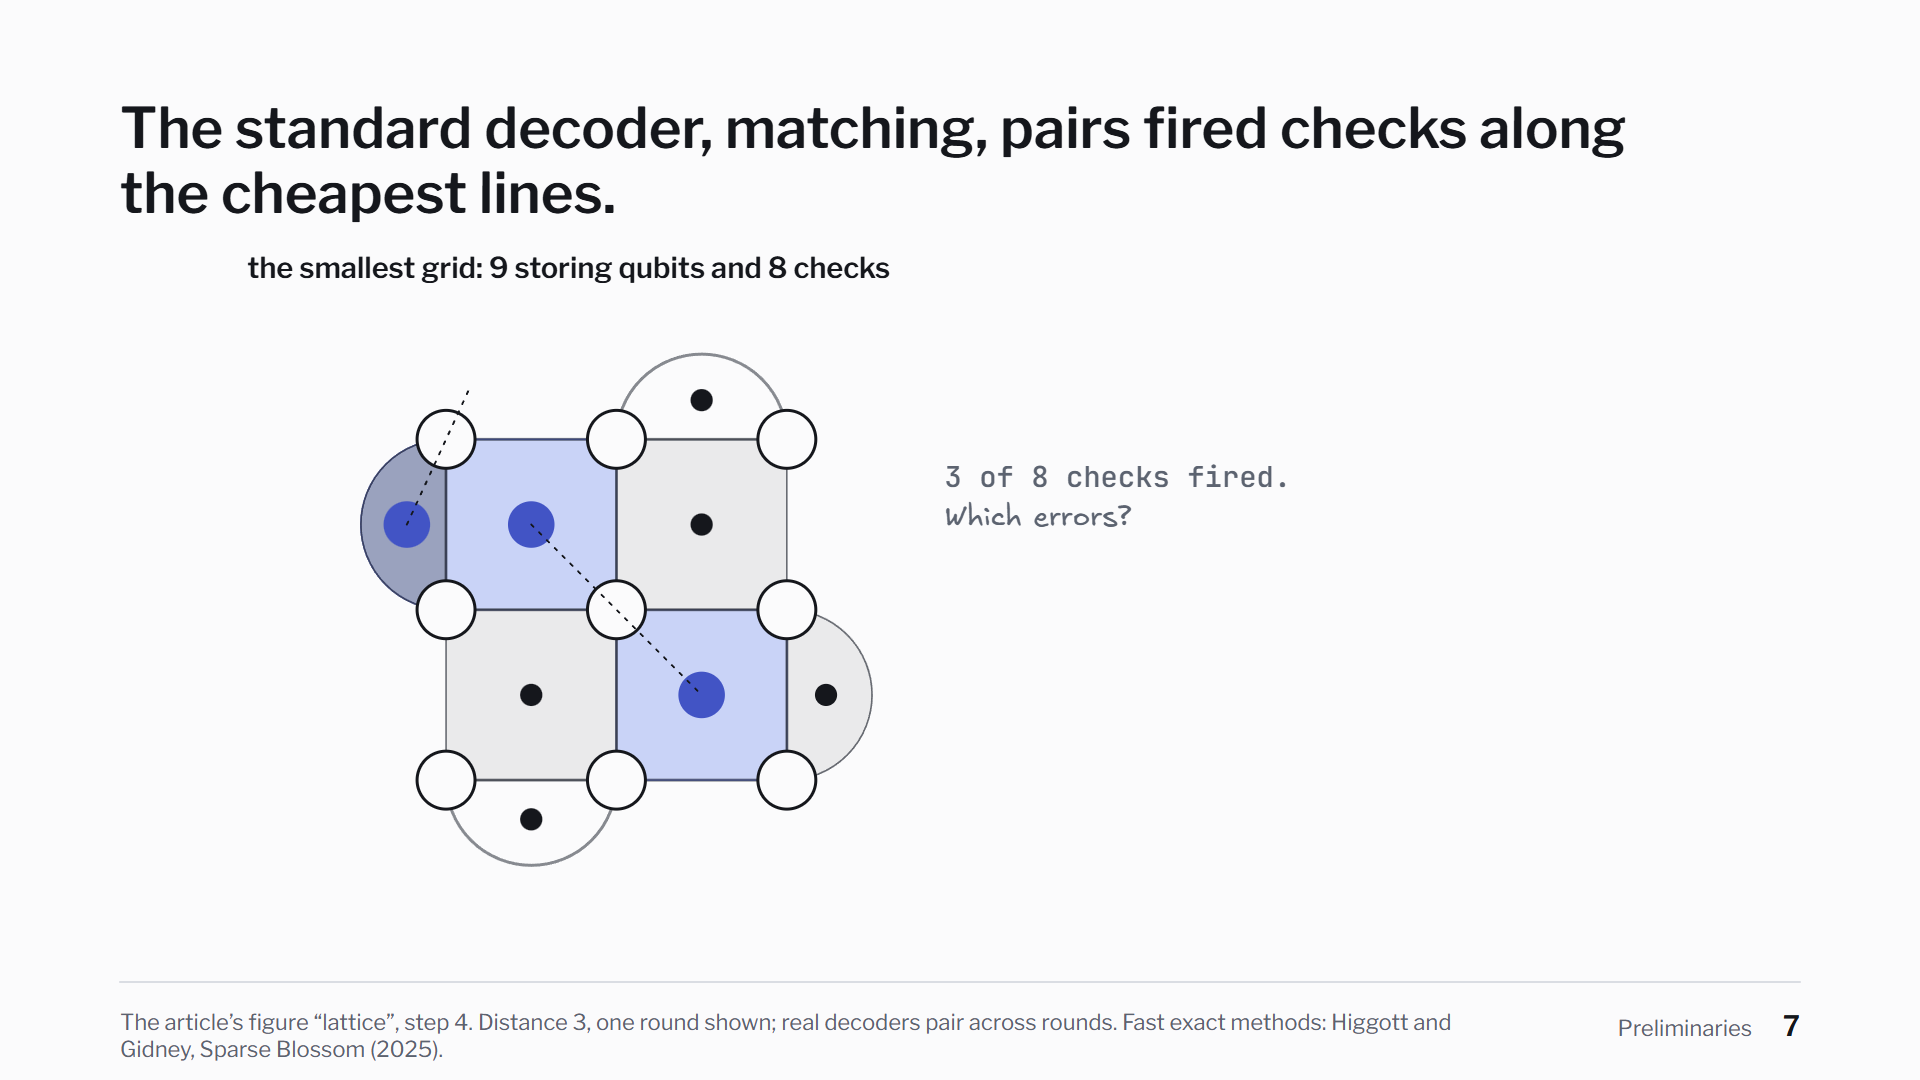 The standard decoder, matching, pairs fired checks along
the cheapest lines.
the smallest grid: 9 storing qubits and 8 checks
3 of 8 checks fired.
Which errors?
The article’s figure “lattice”, step 4. Distance 3, one round shown; real decoders pair across rounds. Fast exact methods: Higgott and
Gidney, Sparse Blossom (2025).
Preliminaries 7